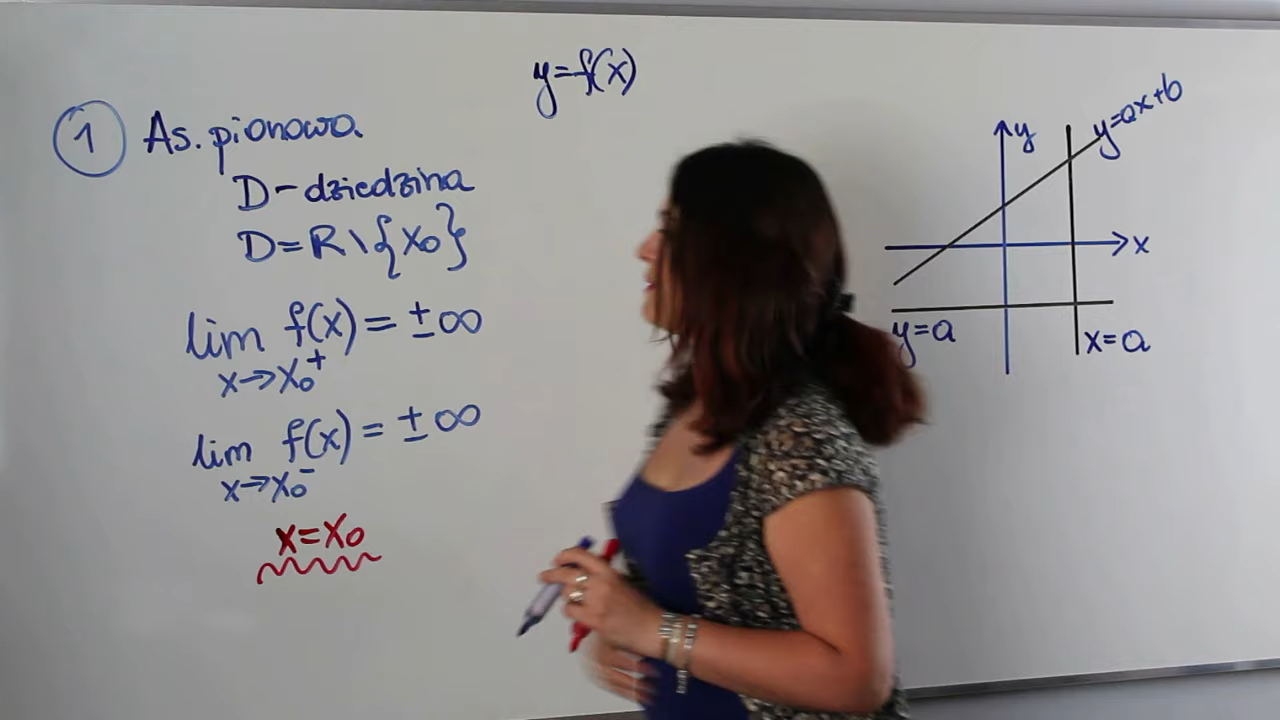 y=f(x)
① As. pionowa
D-dziedzina
D=R\{x₀}
lim f(x)=±∞
x→x₀⁺
lim f(x)=±∞
x→x₀⁻
x=x₀
y=ax+b
y
x
y=a
x=a